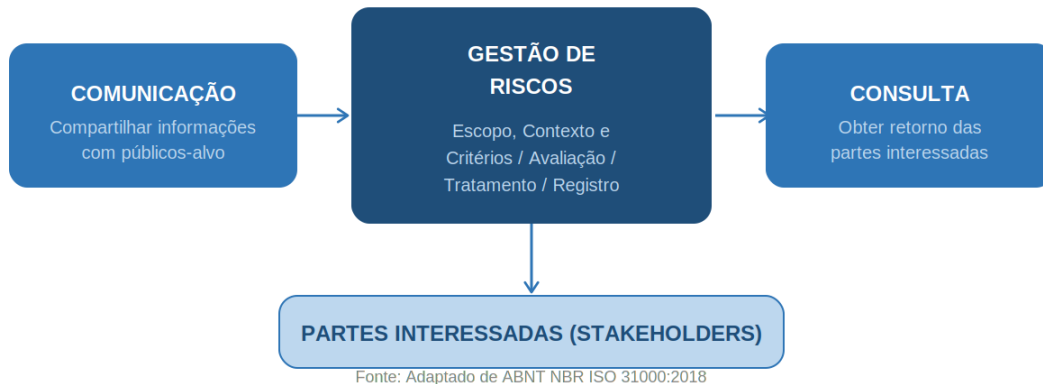 COMUNICAÇÃO
Compartilhar informações
com públicos-alvo
GESTÃO DE
RISCOS
Escopo, Contexto e
Critérios / Avaliação /
Tratamento / Registro
CONSULTA
Obter retorno das
partes interessadas
PARTES INTERESSADAS (STAKEHOLDERS)
Fonte: Adaptado de ABNT NBR ISO 31000:2018